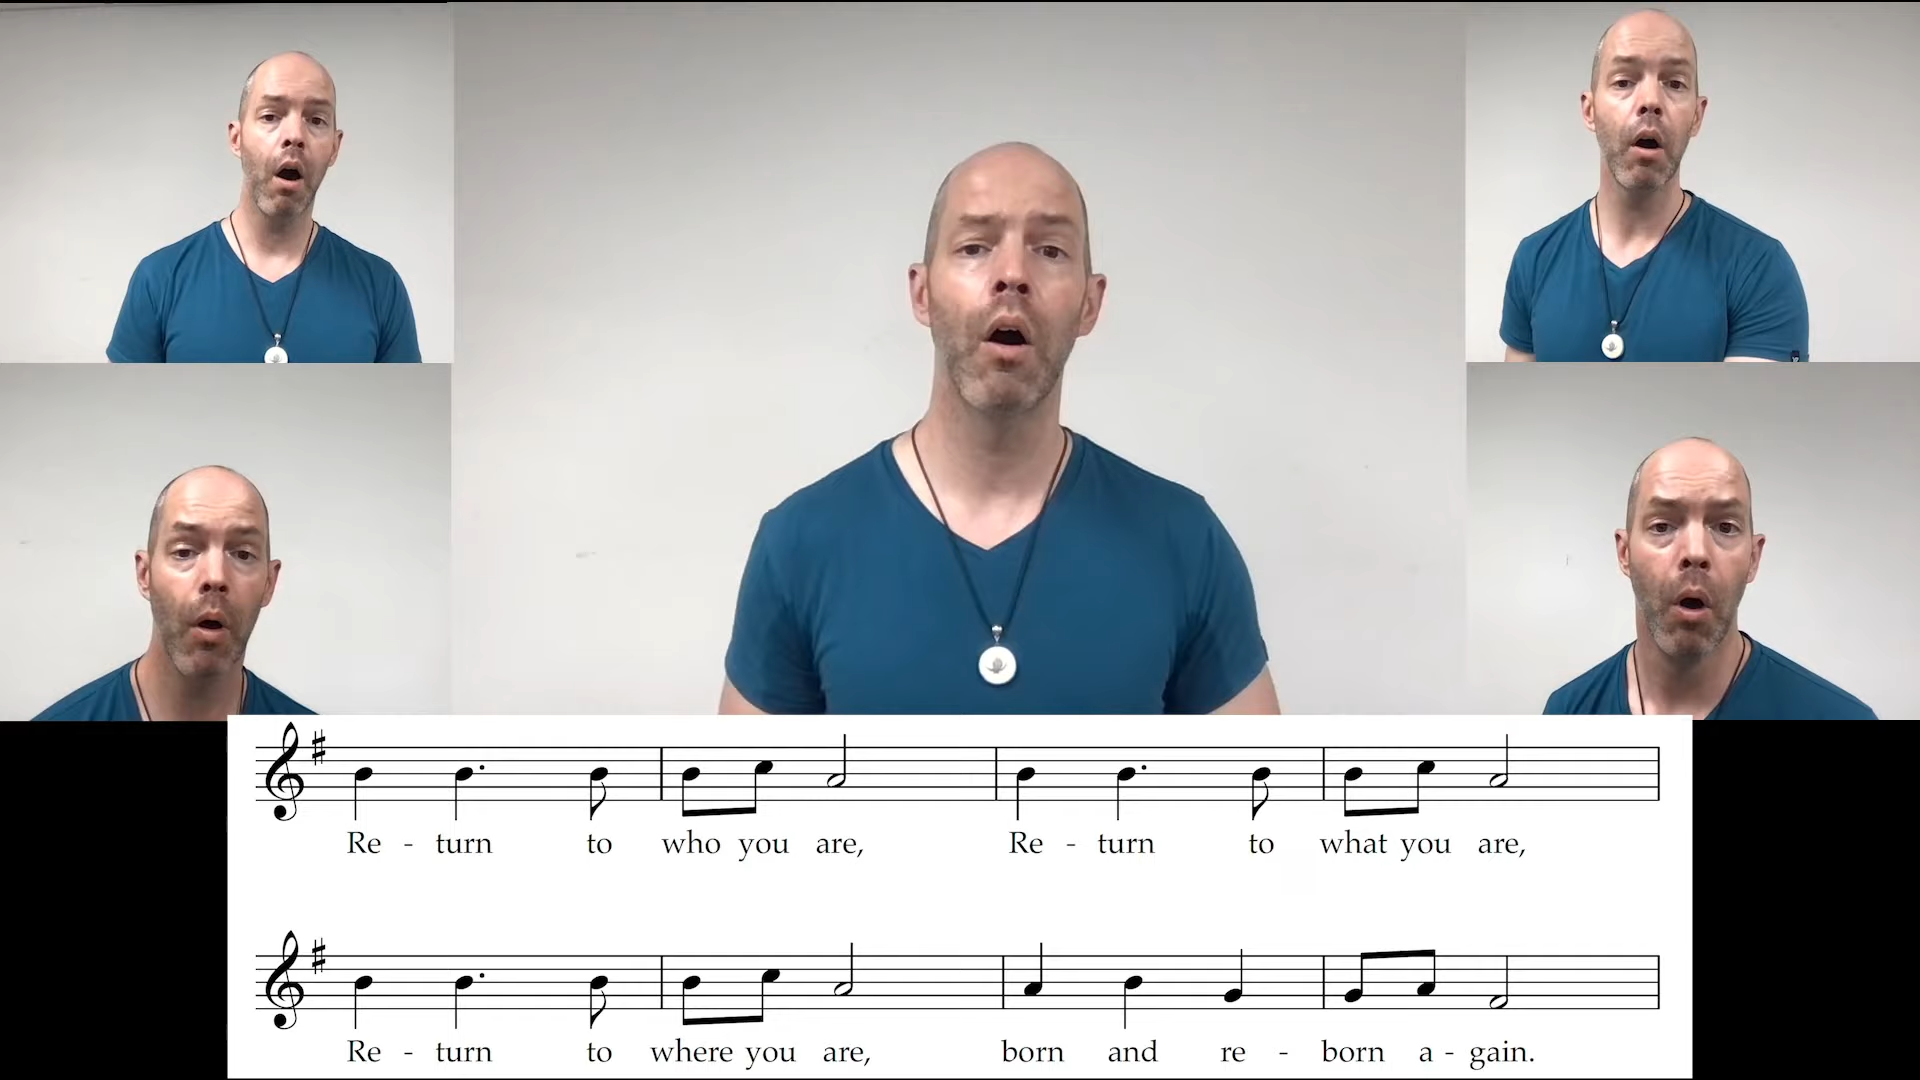 Re - turn to who you are, Re - turn to what you are,
Re - turn to where you are, born and re - born a - gain.